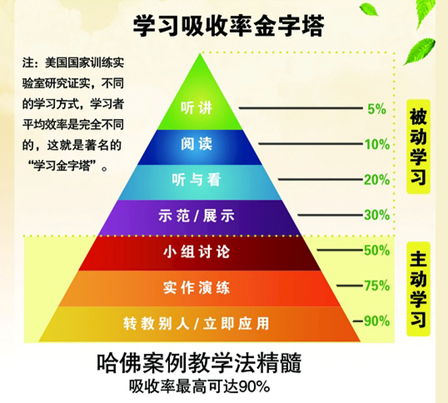 学习吸收率金字塔
注：美国国家训练实
验室研究证实，不同
的学习方式，学习者
平均效率是完全不同
的，这就是著名的
“学习金字塔”。
听讲
5%
阅读
10%
听与看
20%
示范/展示
30%
被动学习
小组讨论
50%
实作演练
75%
转教别人/立即应用
90%
主动学习
哈佛案例教学法精髓
吸收率最高可达90%